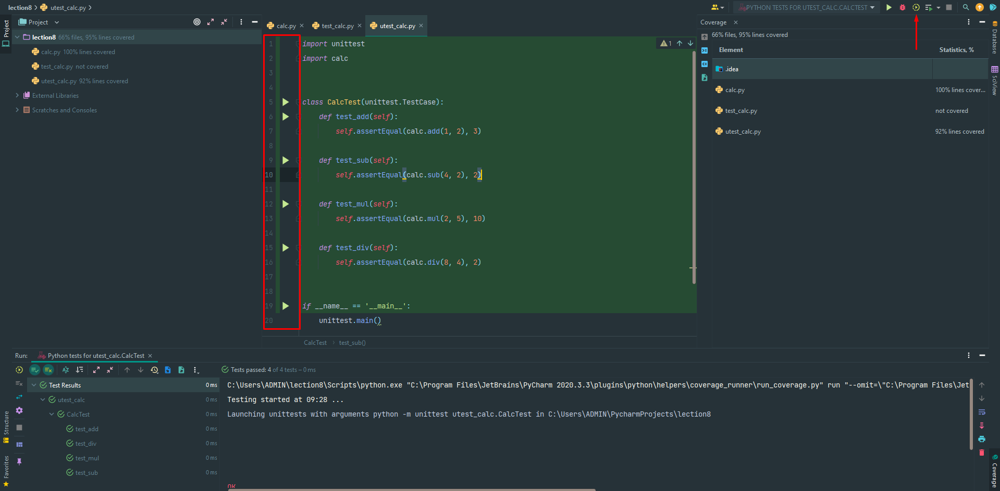 lection8 utest_calc.py
PYTHON TESTS FOR UTEST_CALC.CALCTEST
Project
Project
lection8 66% files, 95% lines covered
calc.py 100% lines covered
test_calc.py not covered
utest_calc.py 92% lines covered
External Libraries
Scratches and Consoles
calc.py test_calc.py utest_calc.py
1 import unittest
2 import calc
3
4
5 class CalcTest(unittest.TestCase):
6 def test_add(self):
7 self.assertEqual(calc.add(1, 2), 3)
8
9 def test_sub(self):
10 self.assertEqual(calc.sub(4, 2), 2)
11
12 def test_mul(self):
13 self.assertEqual(calc.mul(2, 5), 10)
14
15 def test_div(self):
16 self.assertEqual(calc.div(8, 4), 2)
17
18
19 if __name__ == '__main__':
20 unittest.main()
1
CalcTest test_sub()
Coverage
66% files, 95% lines covered
Element Statistics, %
.idea
calc.py 100% lines cover...
test_calc.py not covered
utest_calc.py 92% lines covered
Database
SciView
Run: Python tests for utest_calc.CalcTest
Tests passed: 4 of 4 tests – 0 ms
Test Results 0 ms
utest_calc 0 ms
CalcTest 0 ms
test_add 0 ms
test_div 0 ms
test_mul 0 ms
test_sub 0 ms
C:\Users\ADMIN\lection8\Scripts\python.exe "C:\Program Files\JetBrains\PyCharm 2020.3.3\plugins\python\helpers\coverage_runner\run_coverage.py" run "--omit=\"C:\Program Files\Jet
Testing started at 09:28 ...
Launching unittests with arguments python -m unittest utest_calc.CalcTest in C:\Users\ADMIN\PycharmProjects\lection8
OK
Structure
Favorites
Coverage